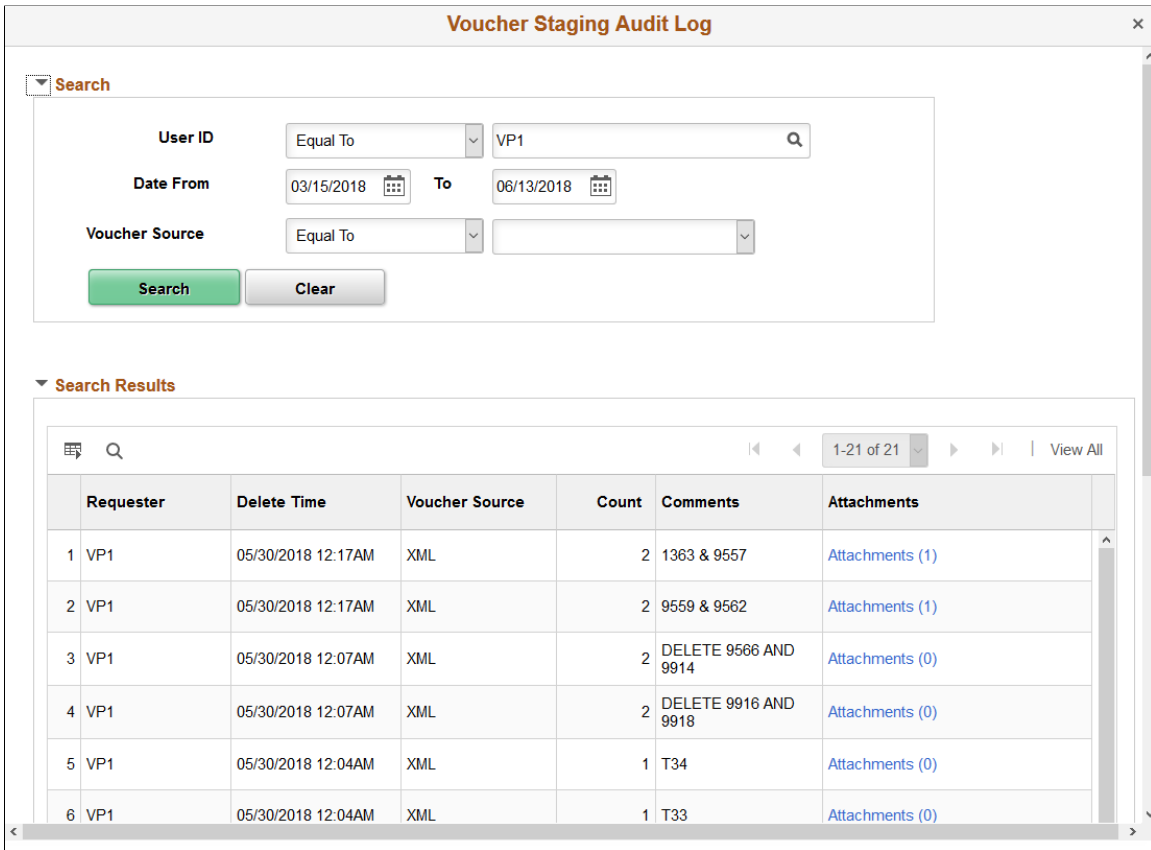 Voucher Staging Audit Log ×
Search
User ID Equal To VP1
Date From 03/15/2018 To 06/13/2018
Voucher Source Equal To
Search Clear
Search Results
1-21 of 21 | View All
Requester Delete Time Voucher Source Count Comments Attachments
1 VP1 05/30/2018 12:17AM XML 2 1363 & 9557 Attachments (1)
2 VP1 05/30/2018 12:17AM XML 2 9559 & 9562 Attachments (1)
3 VP1 05/30/2018 12:07AM XML 2 DELETE 9566 AND
9914 Attachments (0)
4 VP1 05/30/2018 12:07AM XML 2 DELETE 9916 AND
9918 Attachments (0)
5 VP1 05/30/2018 12:04AM XML 1 T34 Attachments (0)
6 VP1 05/30/2018 12:04AM XML 1 T33 Attachments (0)